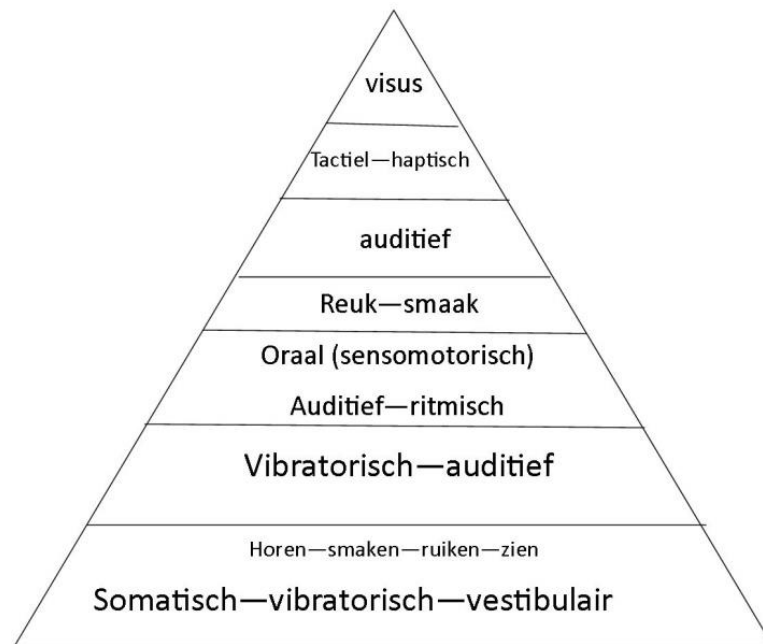 visus
Tactiel—haptisch
auditief
Reuk—smaak
Oraal (sensomotorisch)
Auditief—ritmisch
Vibratorisch—auditief
Horen—smaken—ruiken—zien
Somatisch—vibratorisch—vestibulair